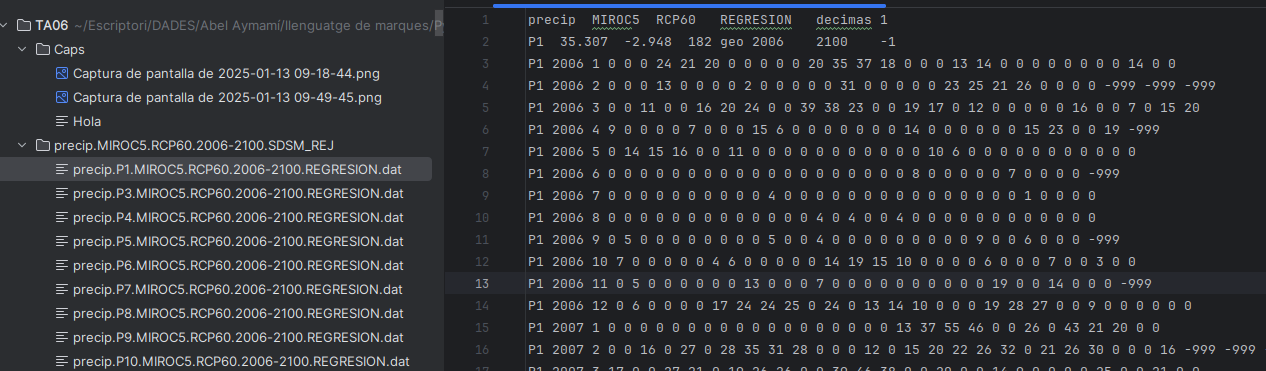 TA06 ~/Escriptori/DADES/Abel Aymamí/llenguatge de marques/P
Caps
Captura de pantalla de 2025-01-13 09-18-44.png
Captura de pantalla de 2025-01-13 09-49-45.png
Hola
precip.MIROC5.RCP60.2006-2100.SDSM_REJ
precip.P1.MIROC5.RCP60.2006-2100.REGRESION.dat
precip.P3.MIROC5.RCP60.2006-2100.REGRESION.dat
precip.P4.MIROC5.RCP60.2006-2100.REGRESION.dat
precip.P5.MIROC5.RCP60.2006-2100.REGRESION.dat
precip.P6.MIROC5.RCP60.2006-2100.REGRESION.dat
precip.P7.MIROC5.RCP60.2006-2100.REGRESION.dat
precip.P8.MIROC5.RCP60.2006-2100.REGRESION.dat
precip.P9.MIROC5.RCP60.2006-2100.REGRESION.dat
precip.P10.MIROC5.RCP60.2006-2100.REGRESION.dat
1 precip MIROC5 RCP60 REGRESION decimas 1
2 P1 35.307 -2.948 182 geo 2006 2100 -1
3 P1 2006 1 0 0 0 24 21 20 0 0 0 0 0 20 35 37 18 0 0 0 13 14 0 0 0 0 0 0 0 0 14 0 0
4 P1 2006 2 0 0 0 13 0 0 0 0 2 0 0 0 0 0 31 0 0 0 0 0 23 25 21 26 0 0 0 0 -999 -999 -999
5 P1 2006 3 0 0 11 0 0 16 20 24 0 0 39 38 23 0 0 19 17 0 12 0 0 0 0 0 16 0 0 7 0 15 20
6 P1 2006 4 9 0 0 0 0 7 0 0 0 15 6 0 0 0 0 0 0 0 14 0 0 0 0 0 0 15 23 0 0 19 -999
7 P1 2006 5 0 14 15 16 0 0 11 0 0 0 0 0 0 0 0 0 0 0 10 6 0 0 0 0 0 0 0 0 0 0 0
8 P1 2006 6 0 0 0 0 0 0 0 0 0 0 0 0 0 0 0 0 0 0 0 8 0 0 0 0 0 7 0 0 0 0 -999
9 P1 2006 7 0 0 0 0 0 0 0 0 0 0 4 0 0 0 0 0 0 0 0 0 0 0 0 0 0 0 1 0 0 0 0
10 P1 2006 8 0 0 0 0 0 0 0 0 0 0 0 0 0 4 0 4 0 0 4 0 0 0 0 0 0 0 0 0 0 0 0
11 P1 2006 9 0 5 0 0 0 0 0 0 0 0 5 0 0 4 0 0 0 0 0 0 0 0 0 9 0 0 6 0 0 0 -999
12 P1 2006 10 7 0 0 0 0 0 4 6 0 0 0 0 0 14 19 15 10 0 0 0 0 0 6 0 0 0 7 0 0 3 0 0
13 P1 2006 11 0 5 0 0 0 0 0 0 13 0 0 0 7 0 0 0 0 0 0 0 0 0 0 19 0 0 14 0 0 0 -999
14 P1 2006 12 0 6 0 0 0 0 17 24 24 25 0 24 0 13 14 10 0 0 0 0 19 28 27 0 0 9 0 0 0 0 0 0
15 P1 2007 1 0 0 0 0 0 0 0 0 0 0 0 0 0 0 0 0 0 0 13 37 55 46 0 0 26 0 43 21 20 0 0
16 P1 2007 2 0 0 16 0 27 0 28 35 31 28 0 0 0 12 0 15 20 22 26 32 0 21 26 30 0 0 0 16 -999 -999